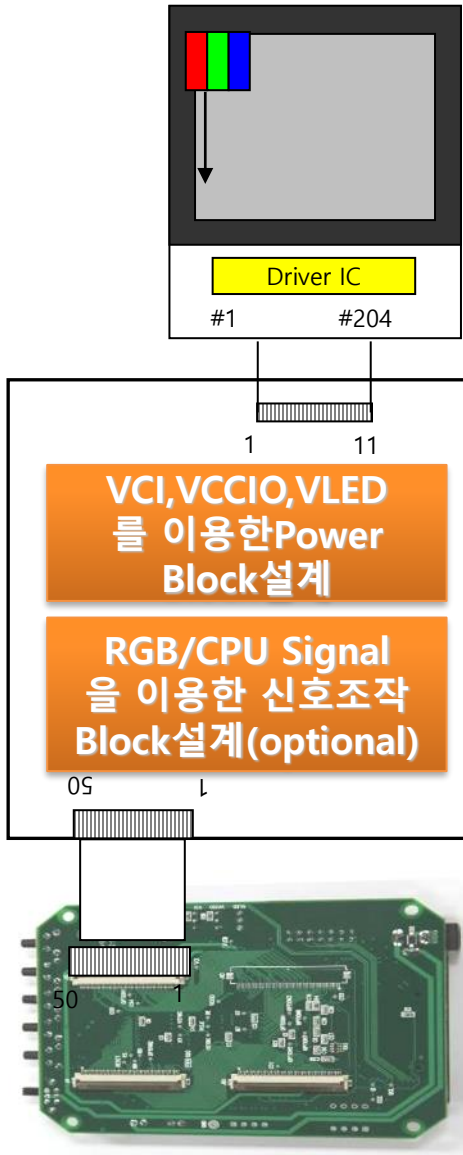 Driver IC
#1 #204
1 11
VCI,VCCIO,VLED
를 이용한Power
Block설계
RGB/CPU Signal
을 이용한 신호조작
Block설계(optional)
50 1
50 1